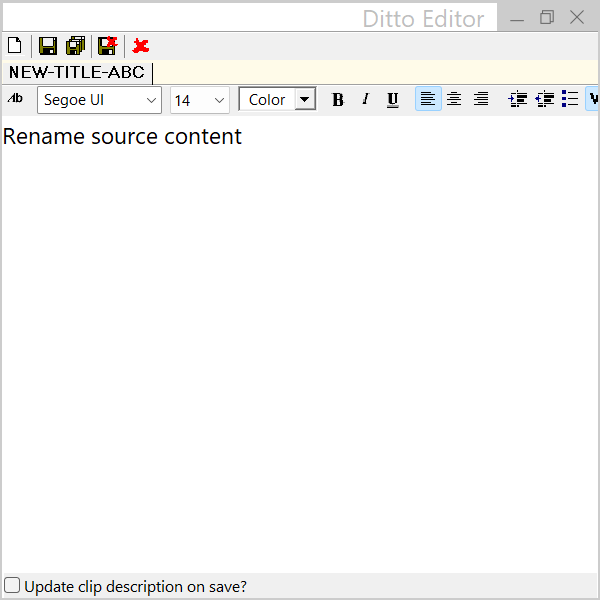 Ditto Editor
NEW-TITLE-ABC
Ab Segoe UI 14 Color B I U
Rename source content
Update clip description on save?